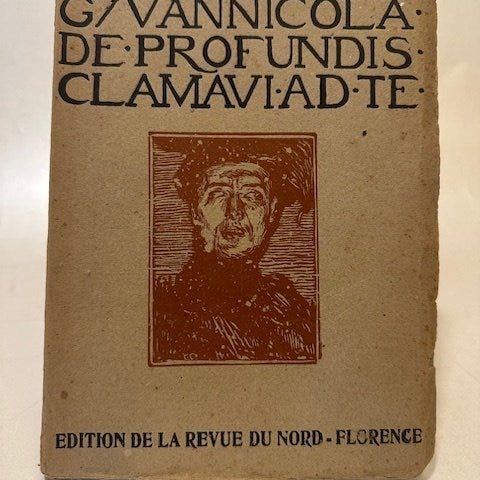 G/VANNICOLA·
DE·PROFUNDIS·
CLAMAVI·AD·TE·
EDITION DE LA REVUE DU NORD - FLORENCE